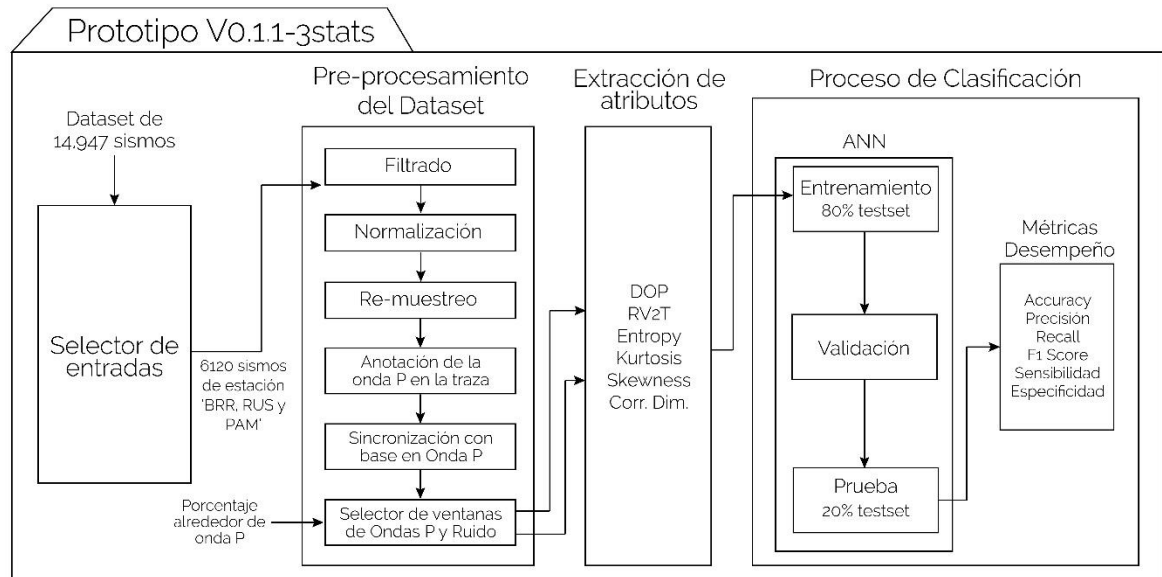 Prototipo V0.1.1-3stats
Dataset de
14,947 sismos
Selector de
entradas
6120 sismos
de estación
'BRR, RUS y
PAM'
Porcentaje
alrededor de
onda P
Pre-procesamiento
del Dataset
Filtrado
Normalización
Re-muestreo
Anotación de la
onda P en la traza
Sincronización con
base en Onda P
Selector de ventanas
de Ondas P y Ruido
Extracción de
atributos
DOP
RV2T
Entropy
Kurtosis
Skewness
Corr. Dim.
Proceso de Clasificación
ANN
Entrenamiento
80% testset
Validación
Prueba
20% testset
Métricas
Desempeño
Accuracy
Precisión
Recall
F1 Score
Sensibilidad
Especificidad